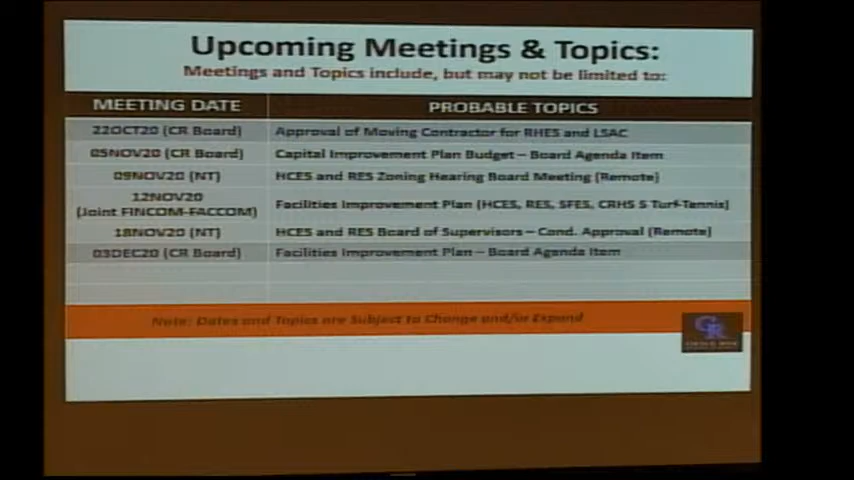 Upcoming Meetings & Topics:
Meetings and Topics include, but may not be limited to:
MEETING DATE PROBABLE TOPICS
22OCT20 (CR Board) Approval of Moving Contractor for RHES and LSAC
05NOV20 (CR Board) Capital Improvement Plan Budget – Board Agenda Item
09NOV20 (NT) HCES and RES Zoning Hearing Board Meeting (Remote)
12NOV20
(Joint FINCOM-FACCOM) Facilities Improvement Plan (HCES, RES, SFES, CRHS S Turf-Tennis)
18NOV20 (NT) HCES and RES Board of Supervisors – Cond. Approval (Remote)
03DEC20 (CR Board) Facilities Improvement Plan – Board Agenda Item
Note: Dates and Topics are Subject to Change and/or Expand
CR